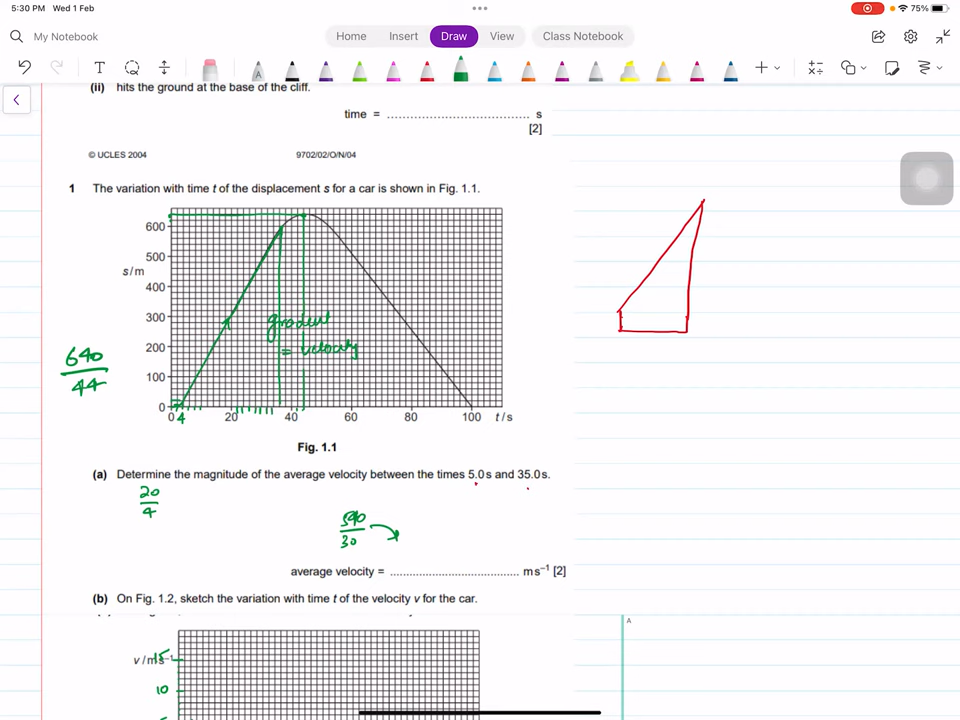 5:30 PM Wed 1 Feb
75%
My Notebook
Home Insert Draw View Class Notebook
(ii) hits the ground at the base of the cliff.
time = ........................................ s
[2]
© UCLES 2004 9702/02/O/N/04
1 The variation with time t of the displacement s for a car is shown in Fig. 1.1.
600
500
s/m
400
300
200
100
0
0 20 40 60 80 100 t/s
4
gradient
= velocity
640
44
Fig. 1.1
(a) Determine the magnitude of the average velocity between the times 5.0s and 35.0s.
20
4
540
30
average velocity = ........................................ m s⁻¹ [2]
(b) On Fig. 1.2, sketch the variation with time t of the velocity v for the car.
v/ms⁻¹ 15
10
A